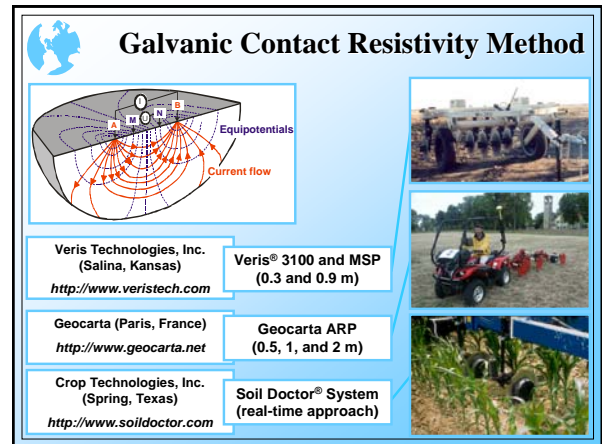 Galvanic Contact Resistivity Method
I
B
N
U
M
A
Equipotentials
Current flow
Veris Technologies, Inc.
(Salina, Kansas)
http://www.veristech.com
Veris® 3100 and MSP
(0.3 and 0.9 m)
Geocarta (Paris, France)
http://www.geocarta.net
Geocarta ARP
(0.5, 1, and 2 m)
Crop Technologies, Inc.
(Spring, Texas)
http://www.soildoctor.com
Soil Doctor® System
(real-time approach)